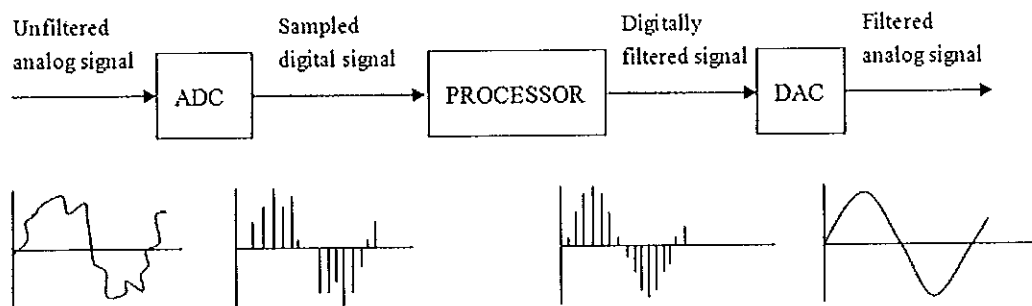 Unfiltered
analog signal
Sampled
digital signal
Digitally
filtered signal
Filtered
analog signal
ADC
PROCESSOR
DAC